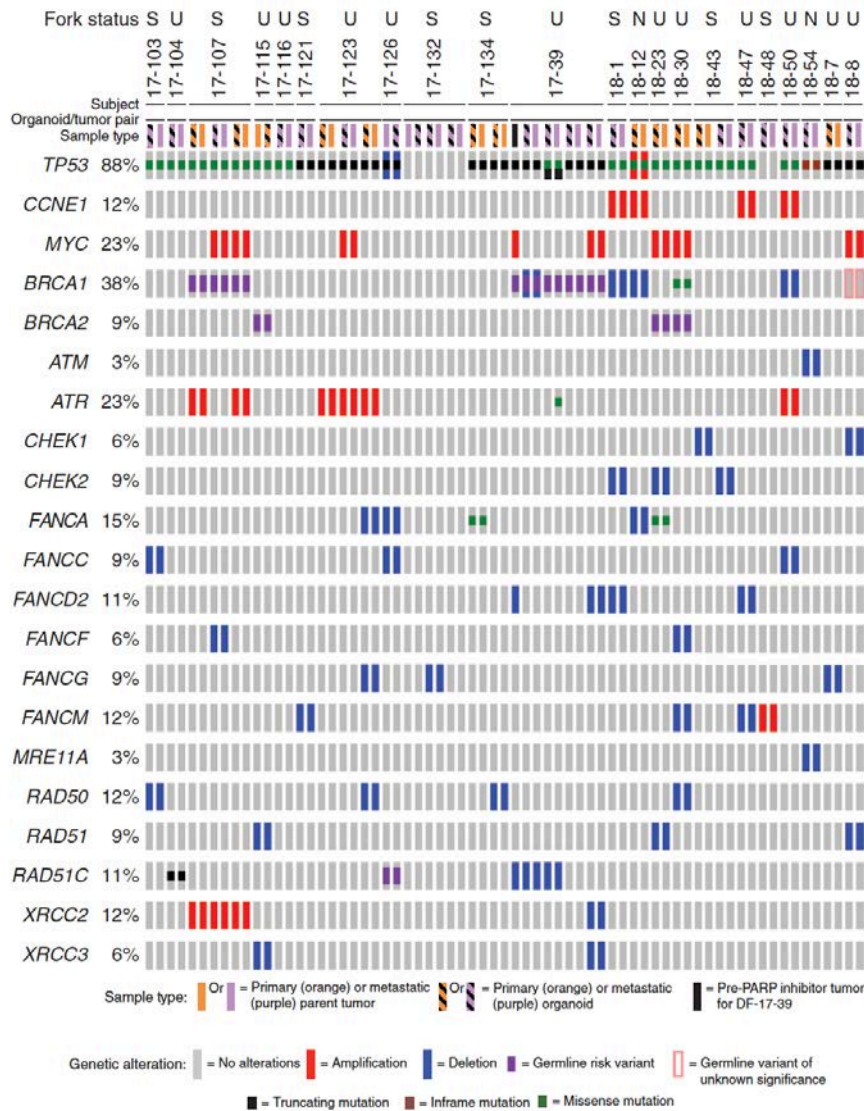 Fork status S U S U U S U U S S U S N U U S U S U N U U
17-103 17-104 17-107 17-115 17-116 17-121 17-123 17-126 17-132 17-134 17-39 18-1 18-12 18-23 18-30 18-43 18-47 18-48 18-50 18-54 18-7 18-8
Subject
Organoid/tumor pair
Sample type
TP53 88%
CCNE1 12%
MYC 23%
BRCA1 38%
BRCA2 9%
ATM 3%
ATR 23%
CHEK1 6%
CHEK2 9%
FANCA 15%
FANCC 9%
FANCD2 11%
FANCF 6%
FANCG 9%
FANCM 12%
MRE11A 3%
RAD50 12%
RAD51 9%
RAD51C 11%
XRCC2 12%
XRCC3 6%
Sample type: Or = Primary (orange) or metastatic (purple) parent tumor Or = Primary (orange) or metastatic (purple) organoid = Pre-PARP inhibitor tumor for DF-17-39
Genetic alteration: = No alterations = Amplification = Deletion = Germline risk variant = Germline variant of unknown significance
= Truncating mutation = Inframe mutation = Missense mutation